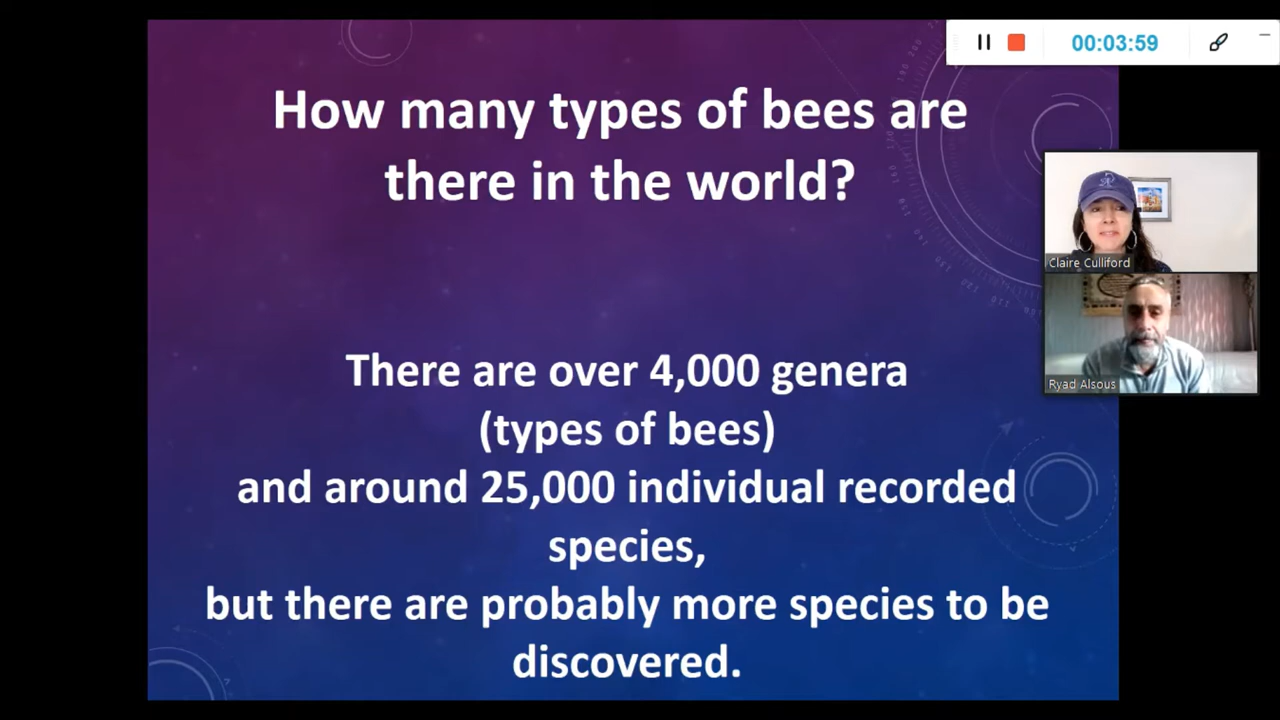 How many types of bees are
there in the world?
There are over 4,000 genera
(types of bees)
and around 25,000 individual recorded
species,
but there are probably more species to be
discovered.
00:03:59
Claire Culliford
Ryad Alsous